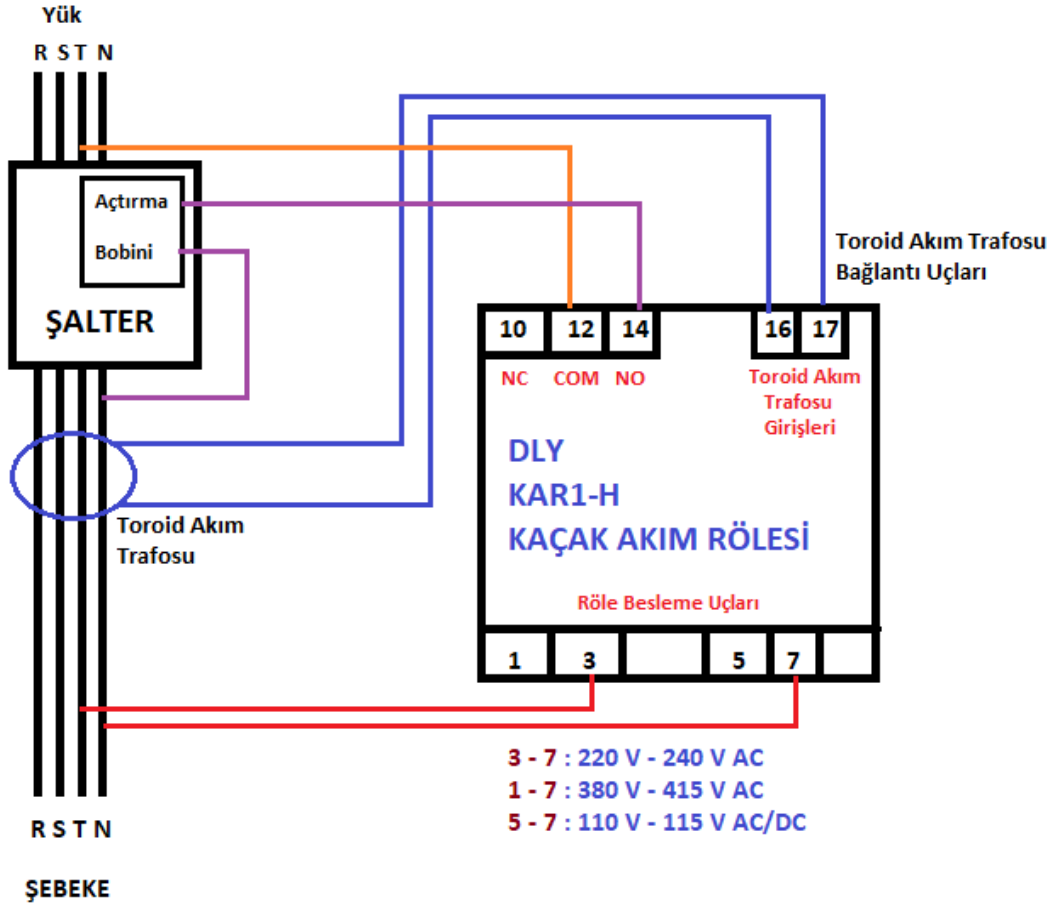 Yük
R S T N
Açtırma
Bobini
ŞALTER
Toroid Akım Trafosu
Bağlantı Uçları
10 12 14 16 17
NC COM NO
Toroid Akım
Trafosu
Girişleri
DLY
KAR1-H
KAÇAK AKIM RÖLESİ
Toroid Akım
Trafosu
Röle Besleme Uçları
1 3 5 7
3 - 7 : 220 V - 240 V AC
1 - 7 : 380 V - 415 V AC
5 - 7 : 110 V - 115 V AC/DC
R S T N
ŞEBEKE